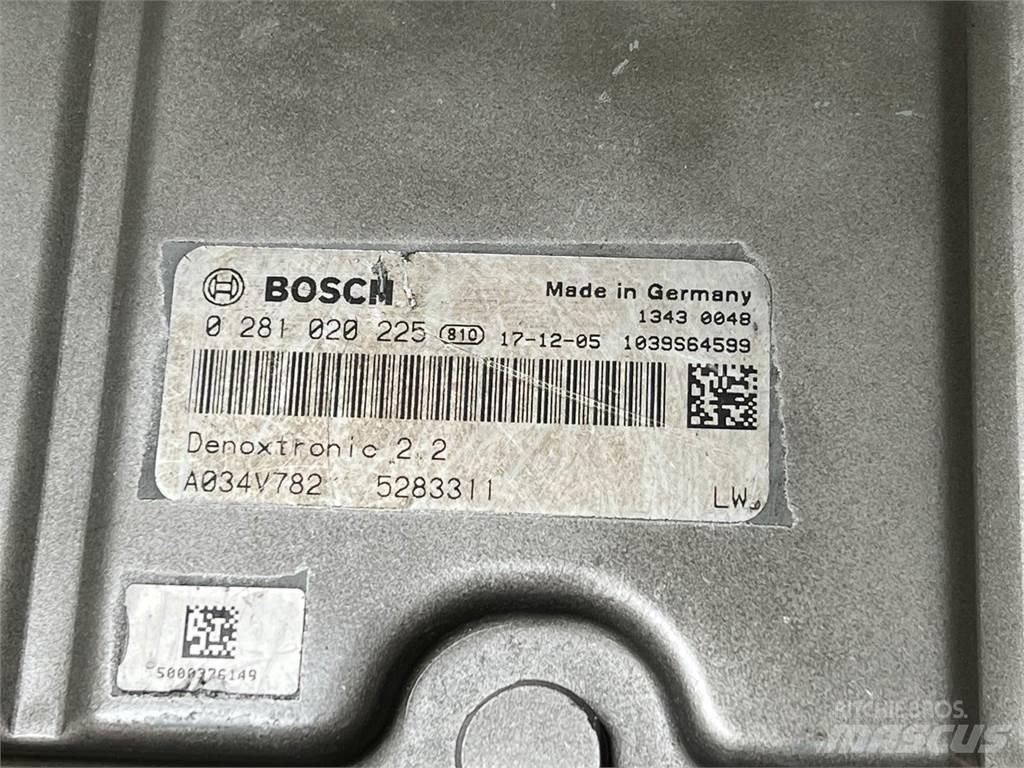 BOSCH Made in Germany
1343 0048
0 281 020 225 810 17-12-05 1039S64599
Denoxtronic 2.2
A034V782 5283311 LW
5000376149
RITCHIE BROS.
MASCUS